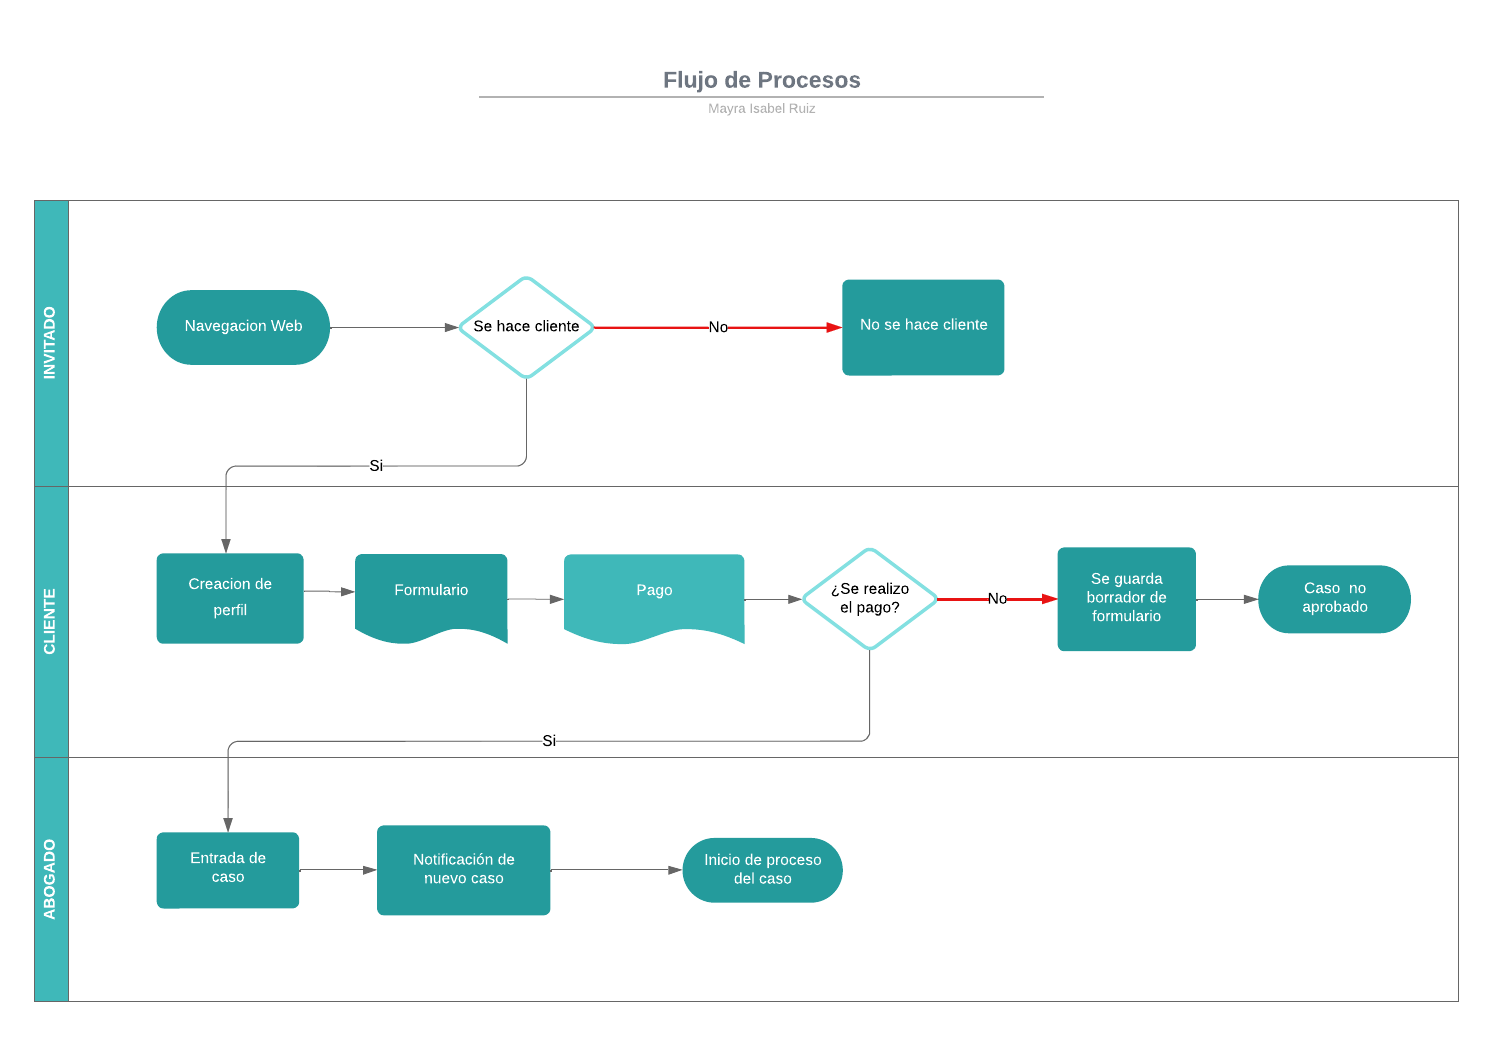 Flujo de Procesos
Mayra Isabel Ruiz
INVITADO
Navegacion Web
Se hace cliente
No
No se hace cliente
Si
CLIENTE
Creacion de
perfil
Formulario
Pago
¿Se realizo
el pago?
No
Se guarda
borrador de
formulario
Caso no
aprobado
Si
ABOGADO
Entrada de
caso
Notificación de
nuevo caso
Inicio de proceso
del caso